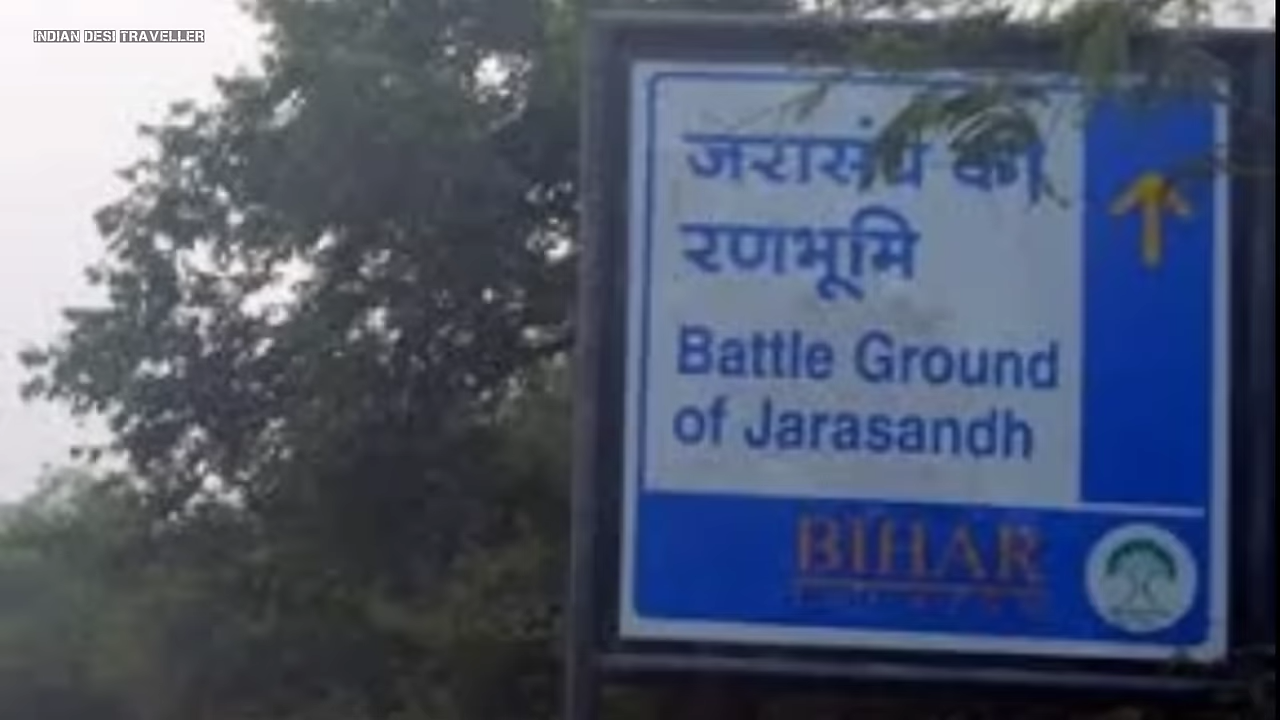 INDIAN DESI TRAVELLER
जरासंध की
रणभूमि
Battle Ground
of Jarasandh
BIHAR